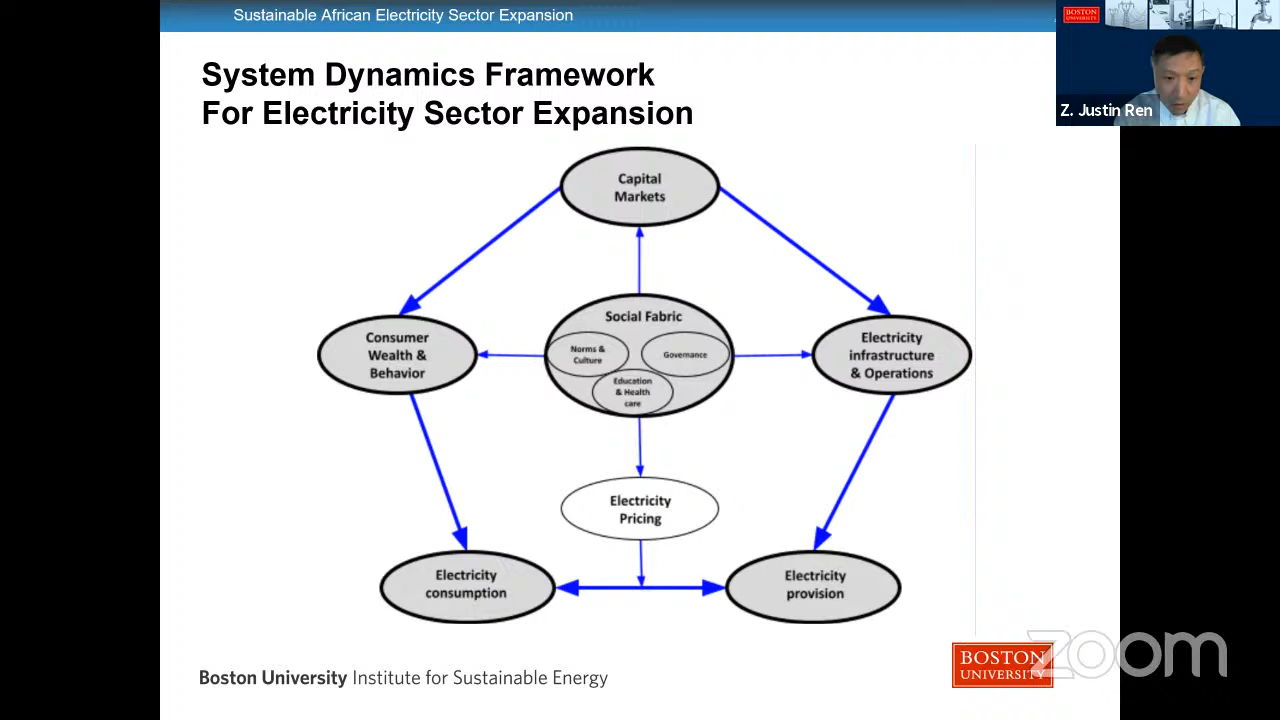 Sustainable African Electricity Sector Expansion
BOSTON
UNIVERSITY
Z. Justin Ren
System Dynamics Framework
For Electricity Sector Expansion
Capital
Markets
Social Fabric
Norms &
Culture
Governance
Education
& Health
care
Consumer
Wealth &
Behavior
Electricity
infrastructure
& Operations
Electricity
Pricing
Electricity
consumption
Electricity
provision
Boston University Institute for Sustainable Energy
BOSTON
UNIVERSITY
zoom